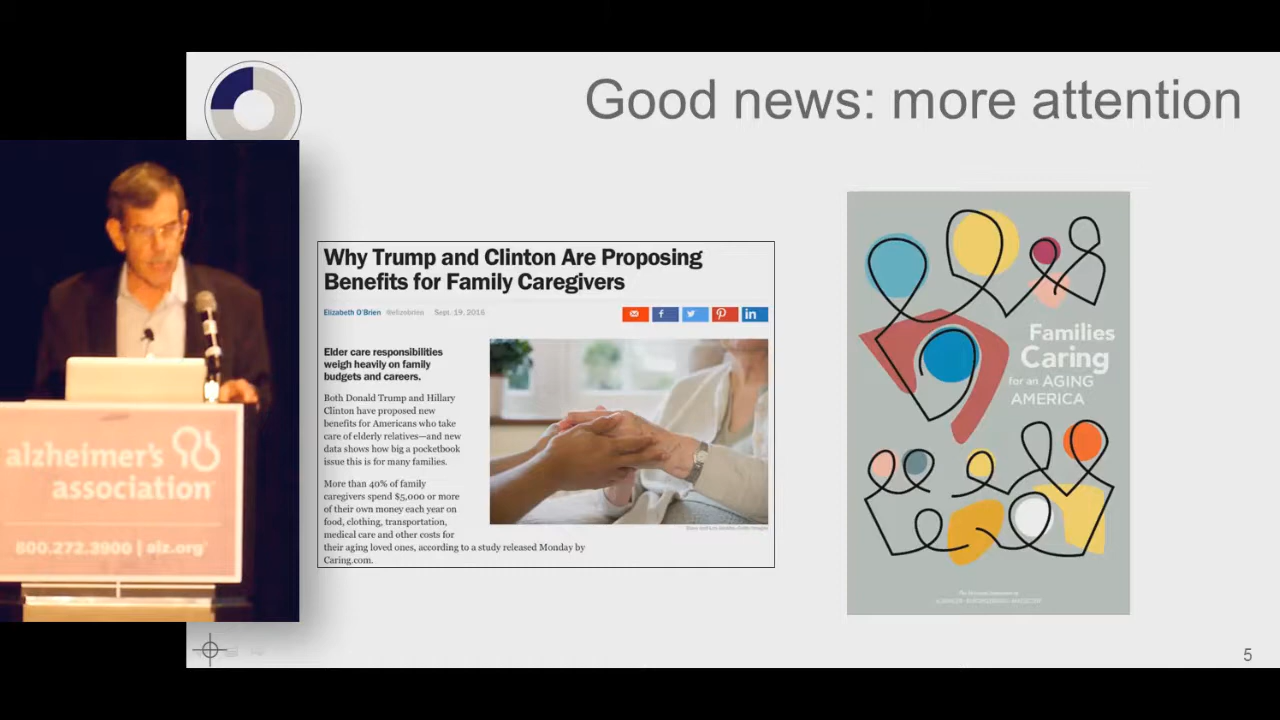 Good news: more attention
Why Trump and Clinton Are Proposing
Benefits for Family Caregivers
Elizabeth O'Brien @elizobrien Sept. 19, 2016
f
in
Elder care responsibilities
weigh heavily on family
budgets and careers.
Both Donald Trump and Hillary
Clinton have proposed new
benefits for Americans who take
care of elderly relatives—and new
data shows how big a pocketbook
issue this is for many families.
More than 40% of family
caregivers spend $5,000 or more
of their own money each year on
food, clothing, transportation,
medical care and other costs for
their aging loved ones, according to a study released Monday by
Caring.com.
Families
Caring
for an AGING
AMERICA
alzheimer's
association
800.272.3900 | alz.org
5